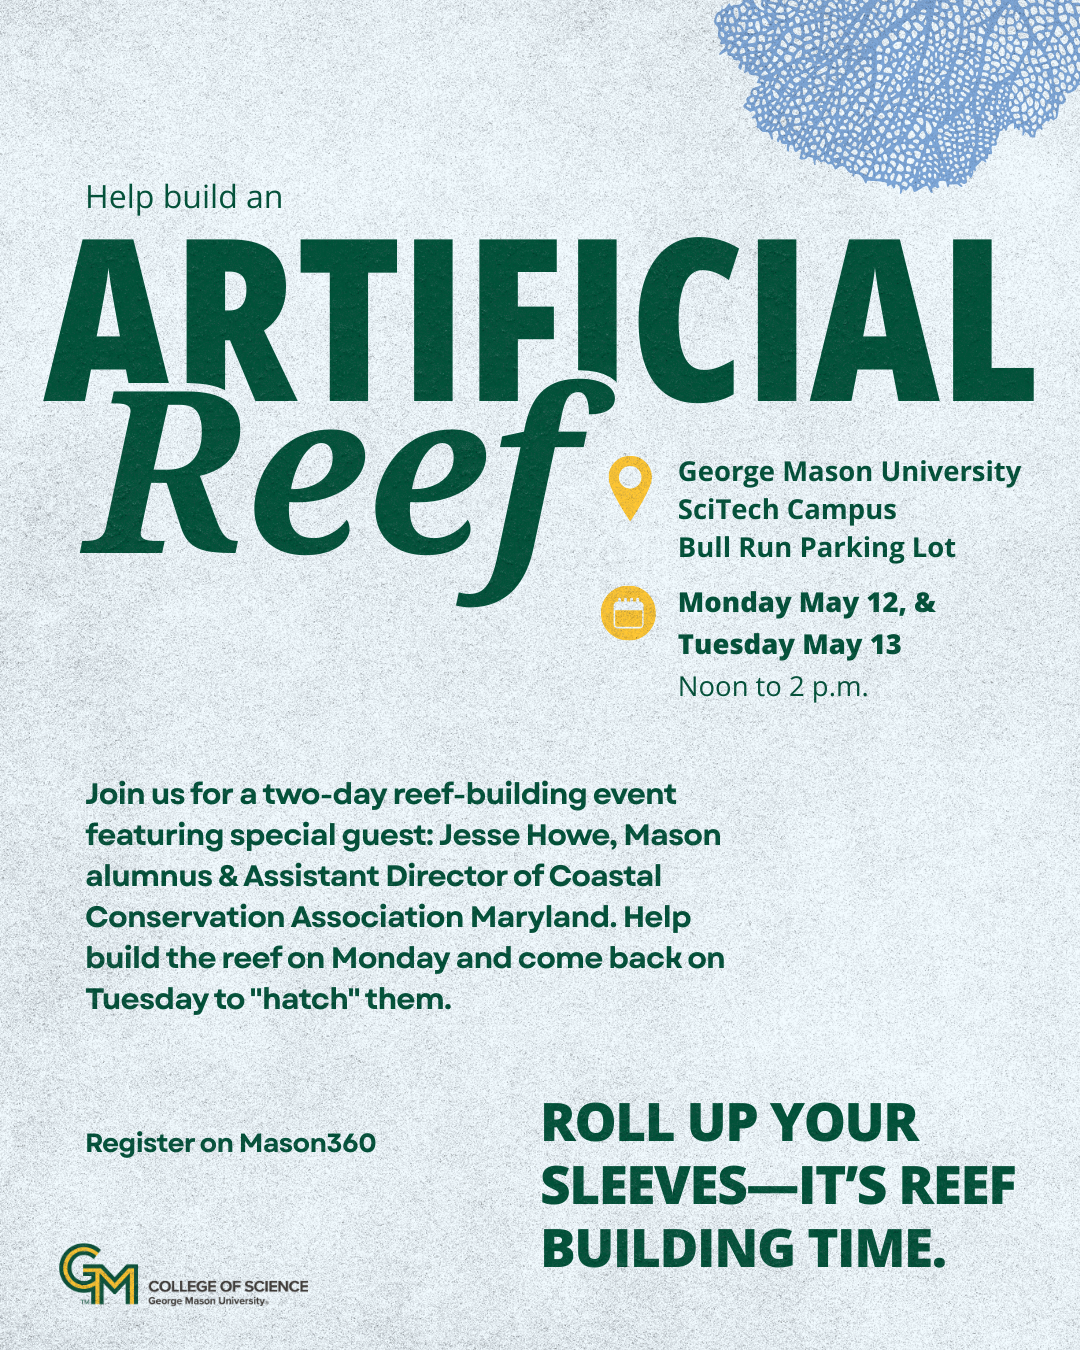 Help build an
ARTIFICIAL
Reef
George Mason University
SciTech Campus
Bull Run Parking Lot
Monday May 12, &
Tuesday May 13
Noon to 2 p.m.
Join us for a two-day reef-building event
featuring special guest: Jesse Howe, Mason
alumnus & Assistant Director of Coastal
Conservation Association Maryland. Help
build the reef on Monday and come back on
Tuesday to "hatch" them.
Register on Mason360
ROLL UP YOUR
SLEEVES—IT’S REEF
BUILDING TIME.
GM
TM
COLLEGE OF SCIENCE
George Mason University®